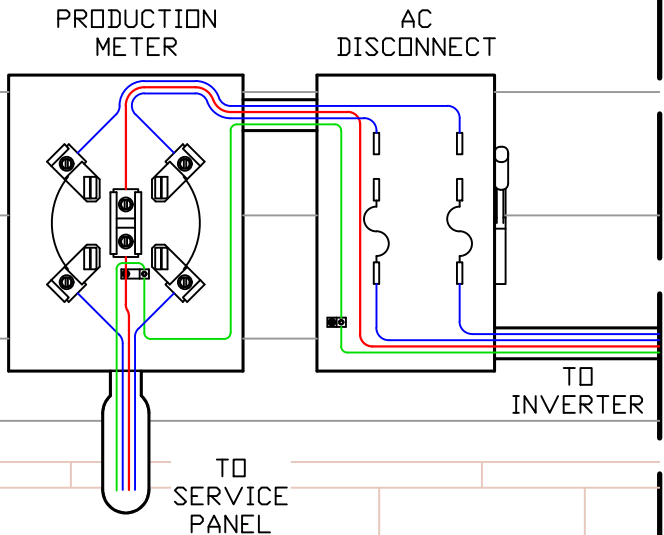 PRODUCTION
METER
AC
DISCONNECT
TO
INVERTER
TO
SERVICE
PANEL